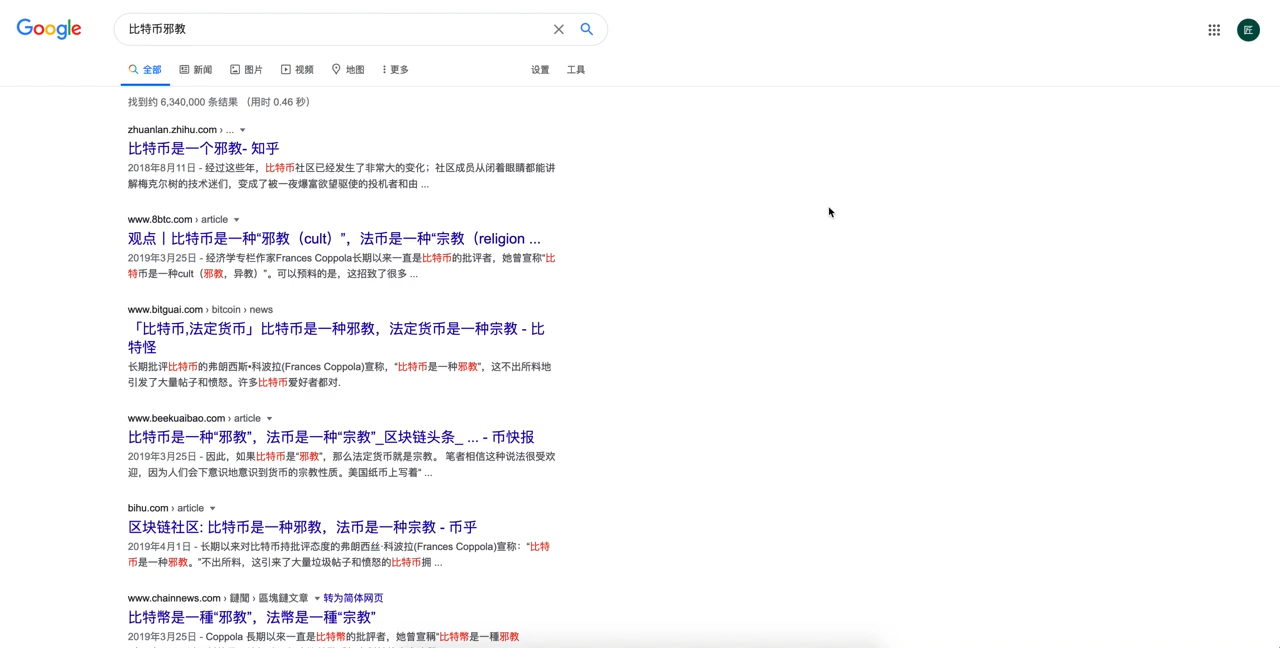 Google
比特币邪教
匠
全部 新闻 图片 视频 地图 更多 设置 工具
找到约 6,340,000 条结果 (用时 0.46 秒)
zhuanlan.zhihu.com › ...
比特币是一个邪教- 知乎
2018年8月11日 - 经过这些年，比特币社区已经发生了非常大的变化；社区成员从闭着眼睛都能讲
解梅克尔树的技术迷们，变成了被一夜爆富欲望驱使的投机者和由 ...
www.8btc.com › article
观点丨比特币是一种“邪教（cult）”，法币是一种“宗教（religion ...
2019年3月25日 - 经济学专栏作家Frances Coppola长期以来一直是比特币的批评者，她曾宣称“比
特币是一种cult（邪教，异教）”。可以预料的是，这招致了很多 ...
www.bitguai.com › bitcoin › news
「比特币,法定货币」比特币是一种邪教，法定货币是一种宗教 - 比
特怪
长期批评比特币的弗朗西斯•科波拉(Frances Coppola)宣称，“比特币是一种邪教”，这不出所料地
引发了大量帖子和愤怒。许多比特币爱好者都对.
www.beekuaibao.com › article
比特币是一种“邪教”，法币是一种“宗教”_区块链头条_ ... - 币快报
2019年3月25日 - 因此，如果比特币是“邪教”，那么法定货币就是宗教。 笔者相信这种说法很受欢
迎，因为人们会下意识地意识到货币的宗教性质。美国纸币上写着“ ...
bihu.com › article
区块链社区: 比特币是一种邪教，法币是一种宗教 - 币乎
2019年4月1日 - 长期以来对比特币持批评态度的弗朗西丝·科波拉(Frances Coppola)宣称：“比特
币是一种邪教。”不出所料，这引来了大量垃圾帖子和愤怒的比特币拥 ...
www.chainnews.com › 鏈聞 › 區塊鏈文章 转为简体网页
比特幣是一種“邪教”，法幣是一種“宗教”
2019年3月25日 - Coppola 長期以來一直是比特幣的批評者，她曾宣稱“比特幣是一種邪教